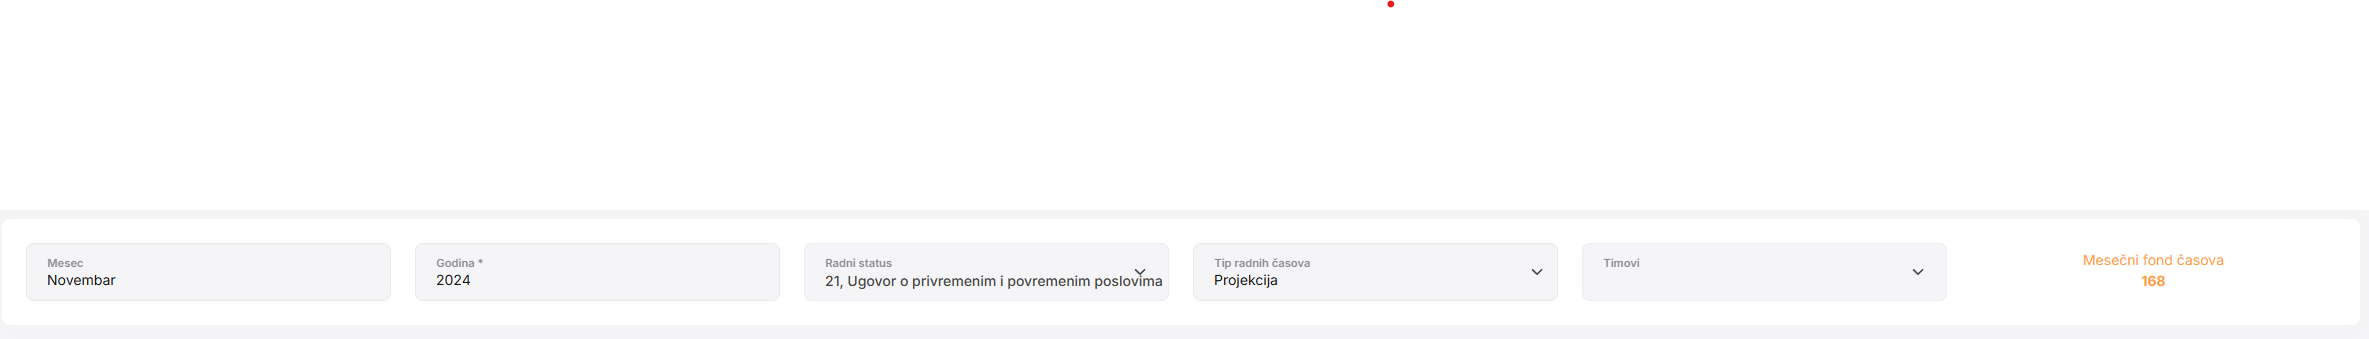 Mesec
Novembar
Godina *
2024
Radni status
21, Ugovor o privremenim i povremenim poslovima
Tip radnih časova
Projekcija
Timovi
Mesečni fond časova
168